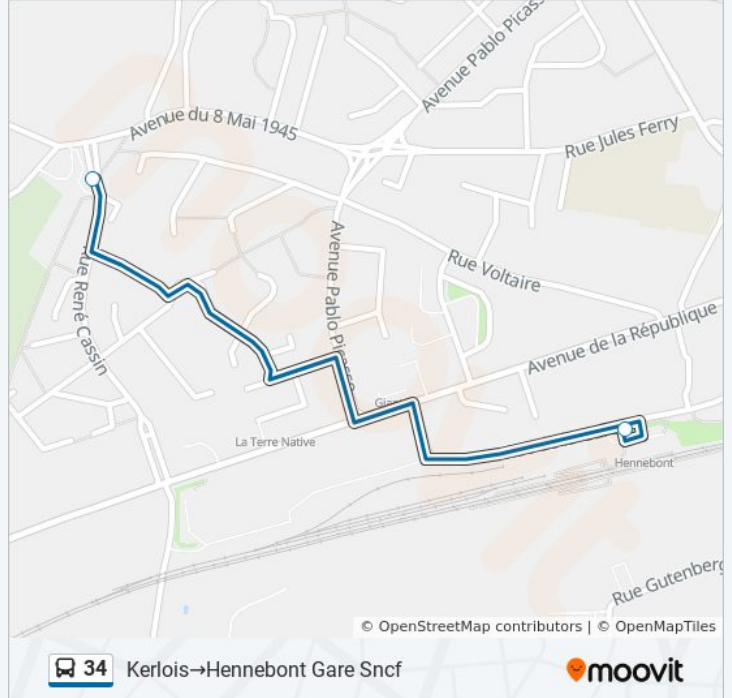 Avenue Pablo Picasso
Avenue du 8 Mai 1945
Rue Jules Ferry
Avenue Pablo Picasso
Rue Voltaire
Rue René Cassin
Avenue de la République
La Terre Native
Hennebont
Rue Gutenberg
© OpenStreetMap contributors | © OpenMapTiles
34 Kerlois→Hennebont Gare Sncf
moovit